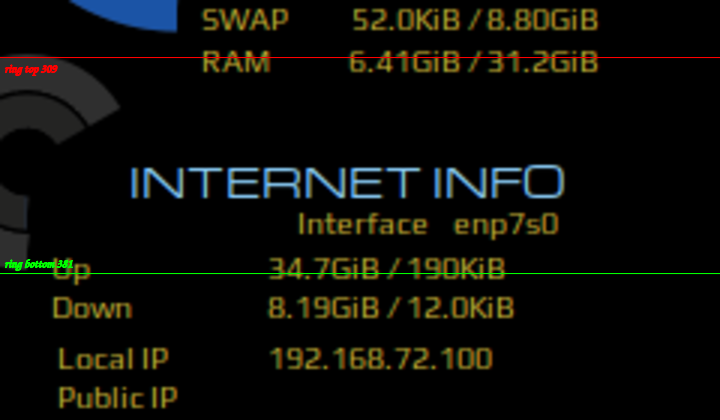 SWAP 52.0KiB / 8.80GiB
ring top 309
RAM 6.41GiB / 31.2GiB
INTERNET INFO
Interface enp7s0
ring bottom 381
Up 34.7GiB / 190KiB
Down 8.19GiB / 12.0KiB
Local IP 192.168.72.100
Public IP